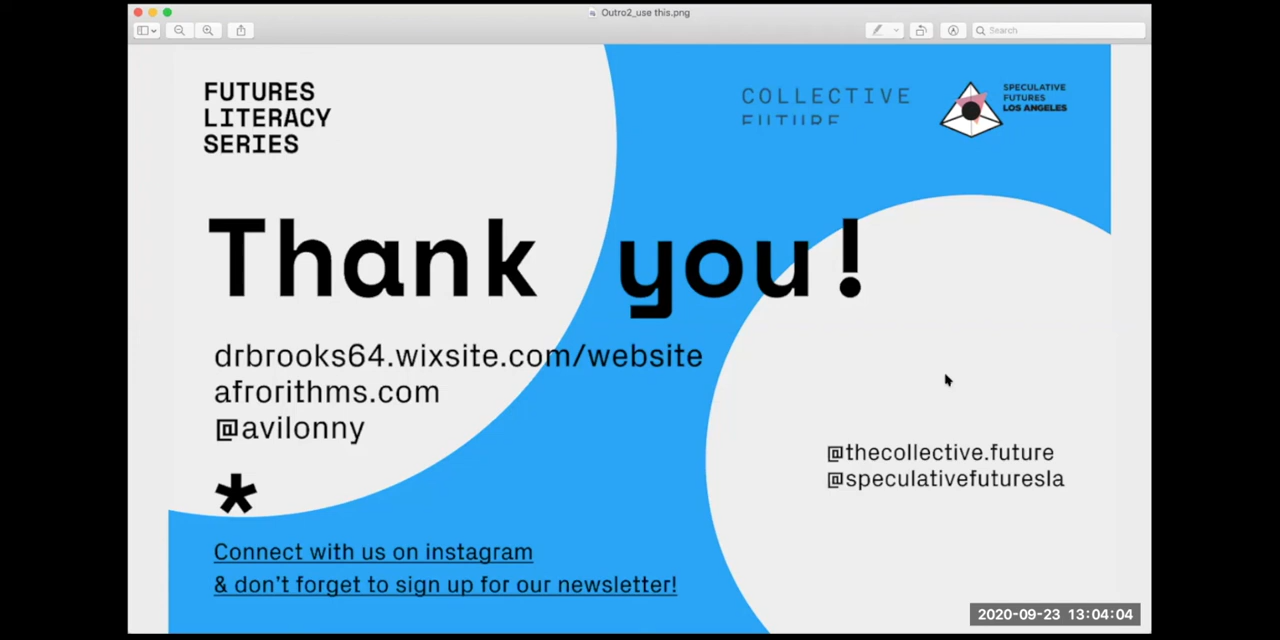 Outro2_use this.png
Search
FUTURES
LITERACY
SERIES
COLLECTIVE
FUTURE
SPECULATIVE
FUTURES
LOS ANGELES
Thank you!
drbrooks64.wixsite.com/website
afrorithms.com
@avilonny
@thecollective.future
@speculativefuturesla
*
Connect with us on instagram
& don't forget to sign up for our newsletter!
2020-09-23 13:04:04